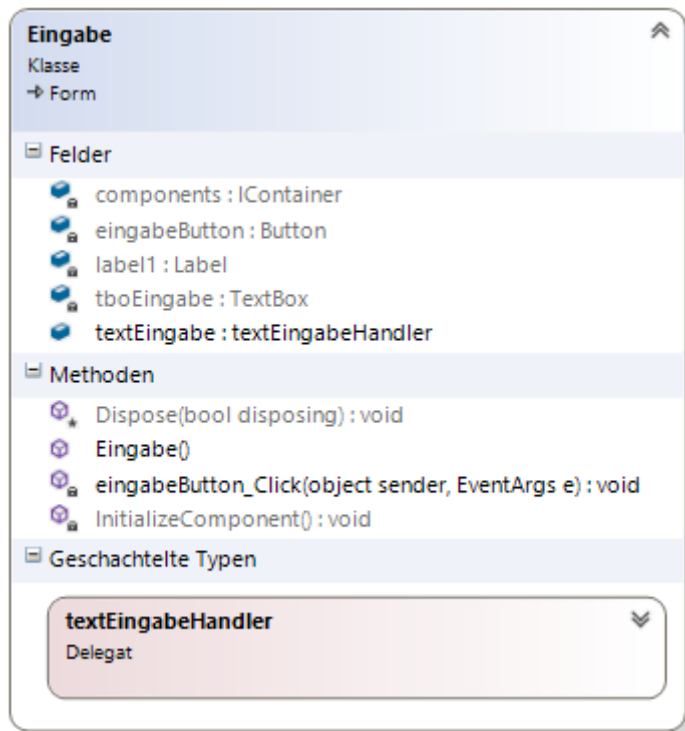 Eingabe
Klasse
Form
Felder
components : IContainer
eingabeButton : Button
label1 : Label
tboEingabe : TextBox
textEingabe : textEingabeHandler
Methoden
Dispose(bool disposing) : void
Eingabe()
eingabeButton_Click(object sender, EventArgs e) : void
InitializeComponent() : void
Geschachtelte Typen
textEingabeHandler
Delegat